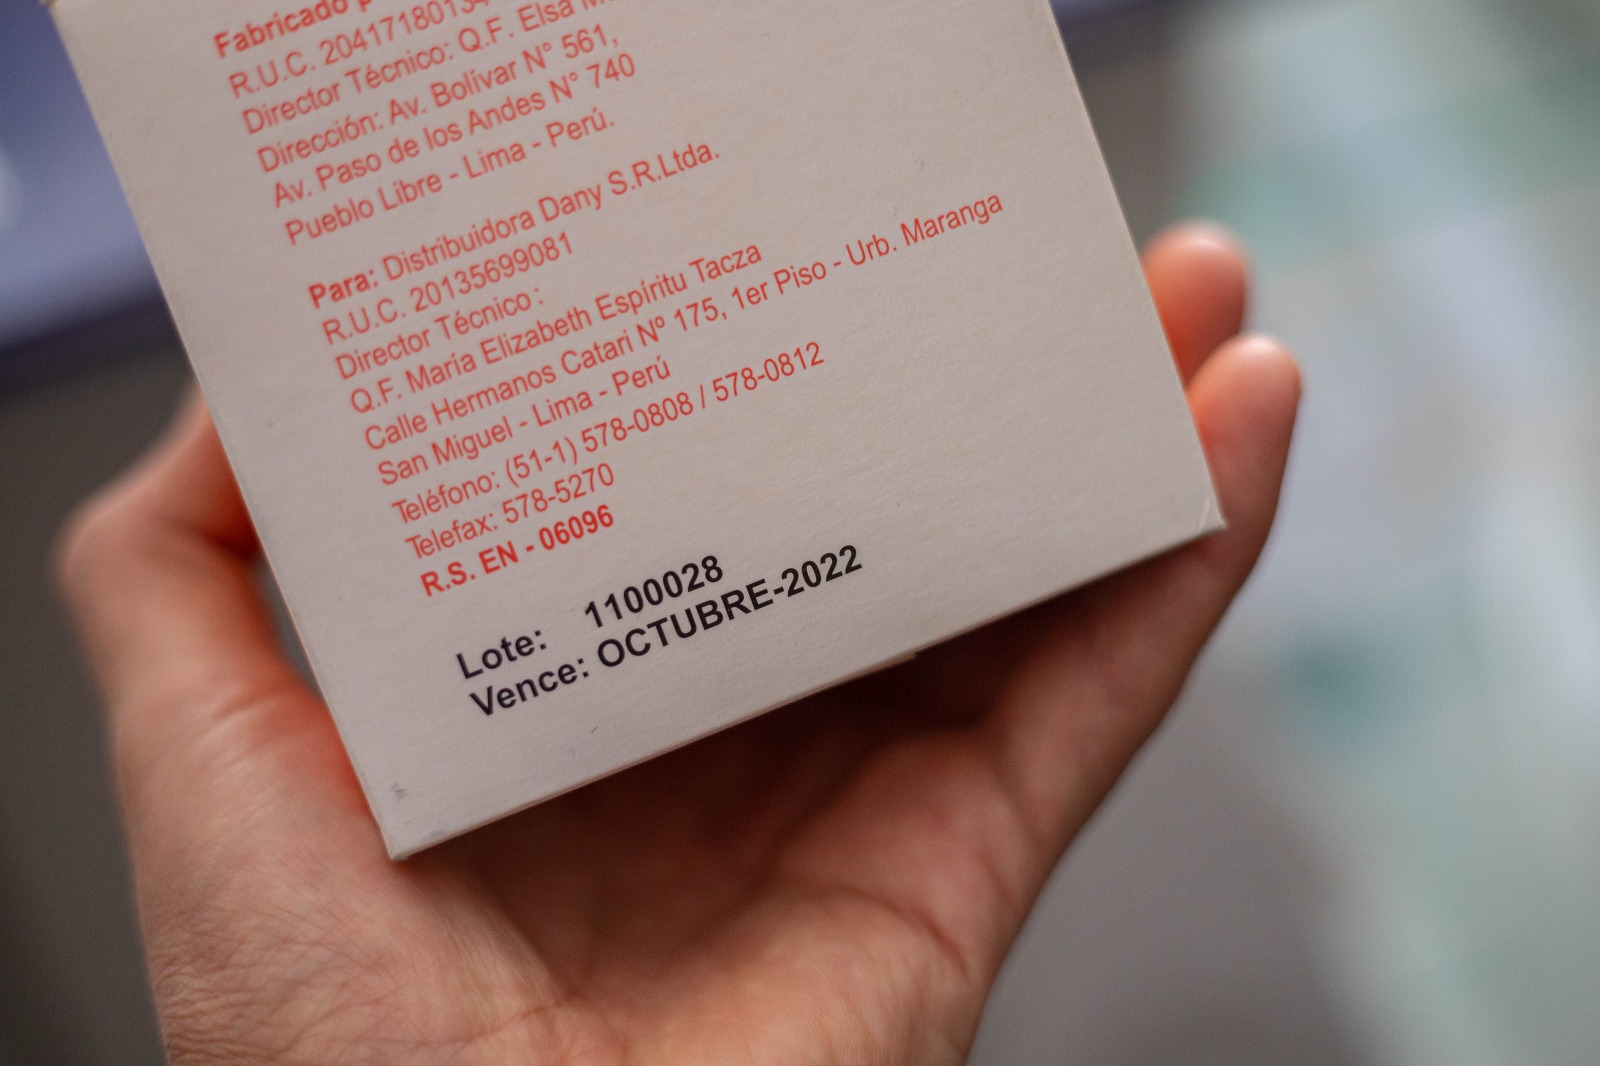 Fabricado
R.U.C. 2041718013
Director Técnico: Q.F. Elsa
Dirección: Av. Bolívar N° 561,
Av. Paso de los Andes N° 740
Pueblo Libre - Lima - Perú.
Para: Distribuidora Dany S.R.Ltda.
R.U.C. 20135699081
Director Técnico :
Q.F. María Elizabeth Espíritu Tacza
Calle Hermanos Catari Nº 175, 1er Piso - Urb. Maranga
San Miguel - Lima - Perú
Teléfono: (51-1) 578-0808 / 578-0812
Telefax: 578-5270
R.S. EN - 06096
Lote: 1100028
Vence: OCTUBRE-2022